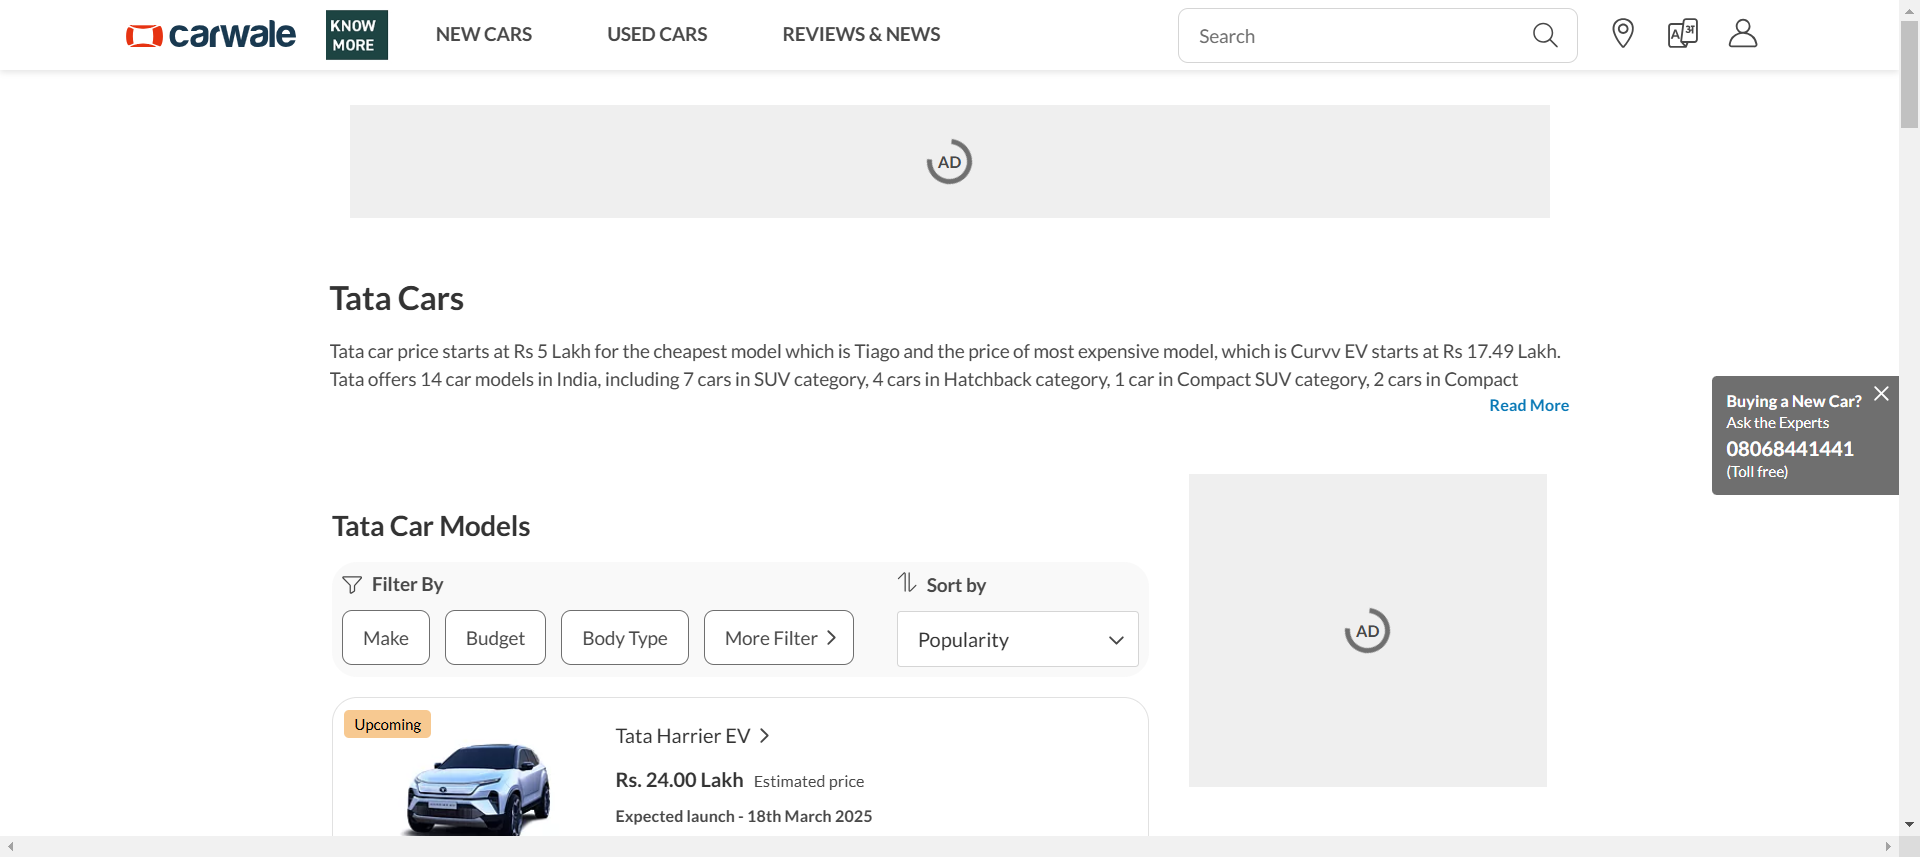 carwale
KNOW
MORE
NEW CARS
USED CARS
REVIEWS & NEWS
Search
A अ
AD
Tata Cars
Tata car price starts at Rs 5 Lakh for the cheapest model which is Tiago and the price of most expensive model, which is Curvv EV starts at Rs 17.49 Lakh.
Tata offers 14 car models in India, including 7 cars in SUV category, 4 cars in Hatchback category, 1 car in Compact SUV category, 2 cars in Compact
Read More
Buying a New Car?
Ask the Experts
08068441441
(Toll free)
Tata Car Models
Filter By
Sort by
Make
Budget
Body Type
More Filter
Popularity
AD
Upcoming
Tata Harrier EV
Rs. 24.00 Lakh Estimated price
Expected launch - 18th March 2025